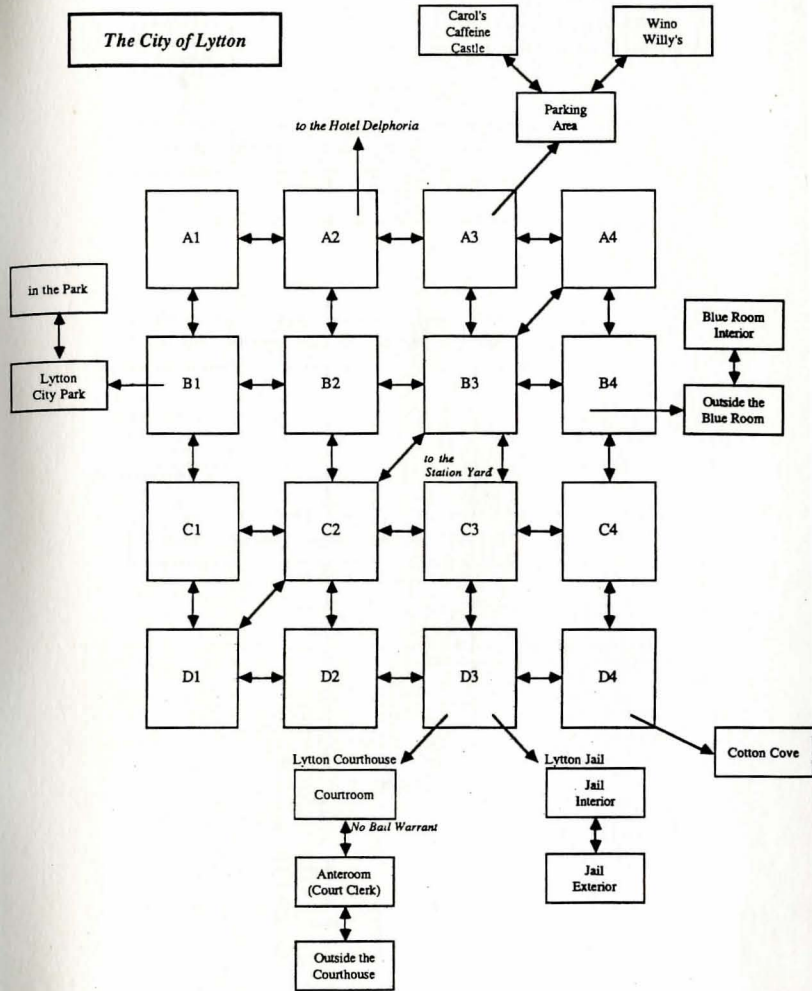 The City of Lytton
Carol's
Caffeine
Castle
Wino
Willy's
Parking
Area
to the Hotel Delphoria
A1
A2
A3
A4
in the Park
Lytton
City Park
B1
B2
B3
B4
Blue Room
Interior
Outside the
Blue Room
to the
Station Yard
C1
C2
C3
C4
D1
D2
D3
D4
Cotton Cove
Lytton Courthouse
Courtroom
No Bail Warrant
Anteroom
(Court Clerk)
Outside the
Courthouse
Lytton Jail
Jail
Interior
Jail
Exterior